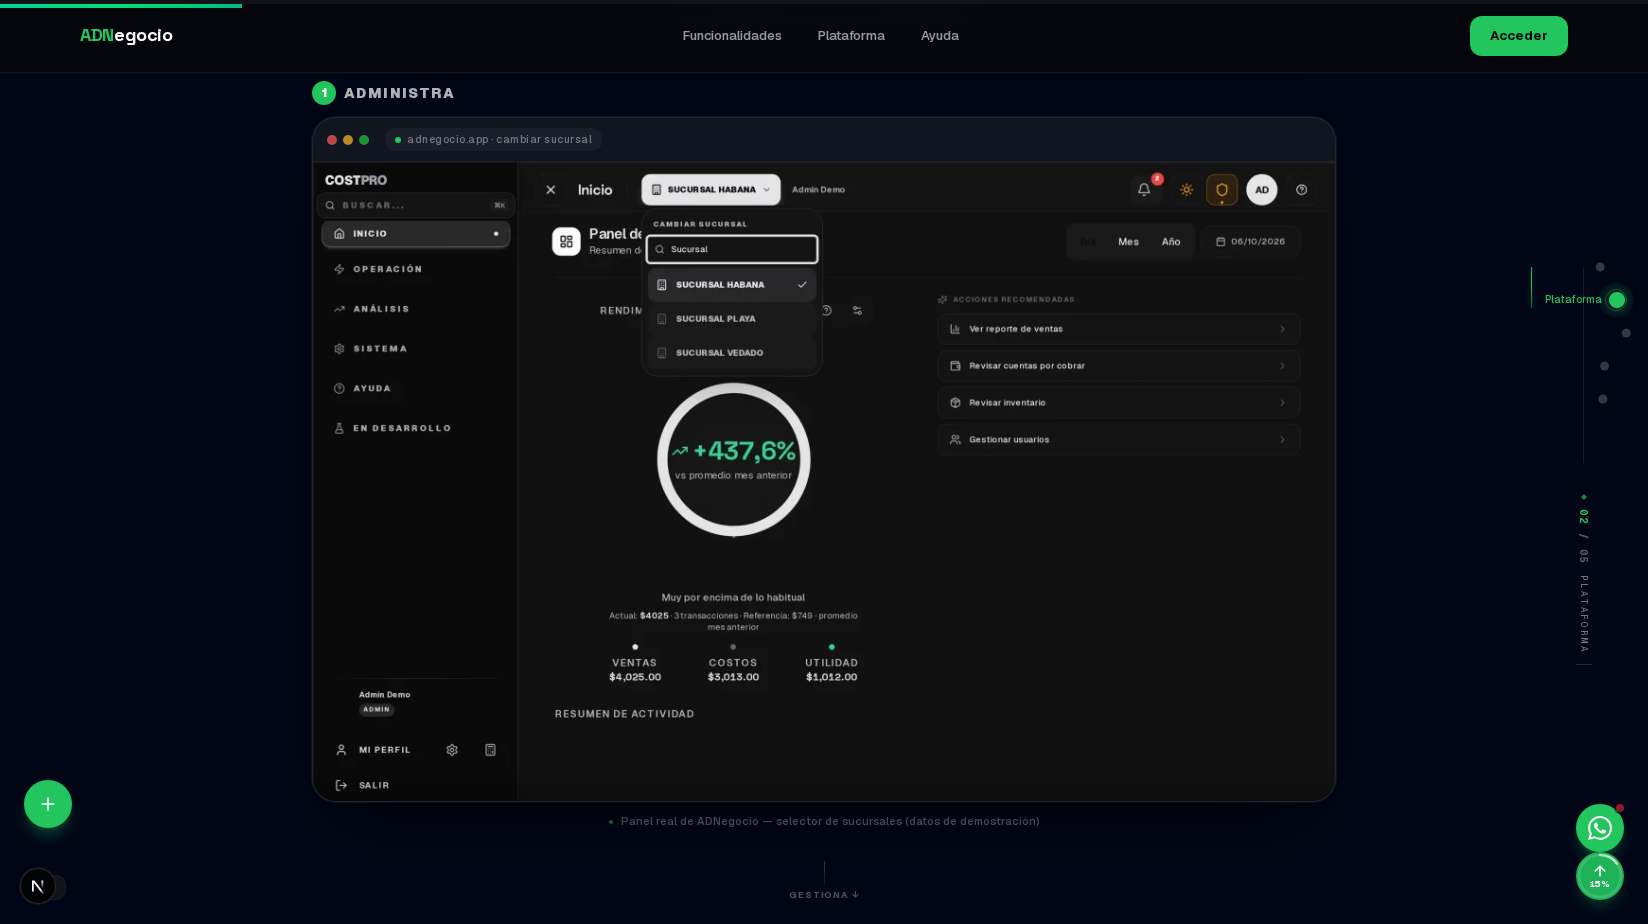 ADNegocio
Funcionalidades
Plataforma
Ayuda
Acceder
1 ADMINISTRA
adnegocio.app · cambiar sucursal
COSTPRO
BUSCAR...
⌘K
INICIO
OPERACIÓN
ANÁLISIS
SISTEMA
AYUDA
EN DESARROLLO
Admin Demo
ADMIN
MI PERFIL
SALIR
Inicio
SUCURSAL HABANA
Admin Demo
AD
CAMBIAR SUCURSAL
Sucursal
SUCURSAL HABANA
SUCURSAL PLAYA
SUCURSAL VEDADO
Panel de
Resumen d
Mes
Año
06/10/2026
RENDIM
+437,6%
vs promedio mes anterior
Muy por encima de lo habitual
Actual: $4025 · 3 transacciones · Referencia: $749 · promedio
mes anterior
VENTAS
$4,025.00
COSTOS
$3,013.00
UTILIDAD
$1,012.00
RESUMEN DE ACTIVIDAD
ACCIONES RECOMENDADAS
Ver reporte de ventas
Revisar cuentas por cobrar
Revisar inventario
Gestionar usuarios
Plataforma
02 / 05 PLATAFORMA
Panel real de ADNegocio — selector de sucursales (datos de demostración)
GESTIONA ↓
N
15%